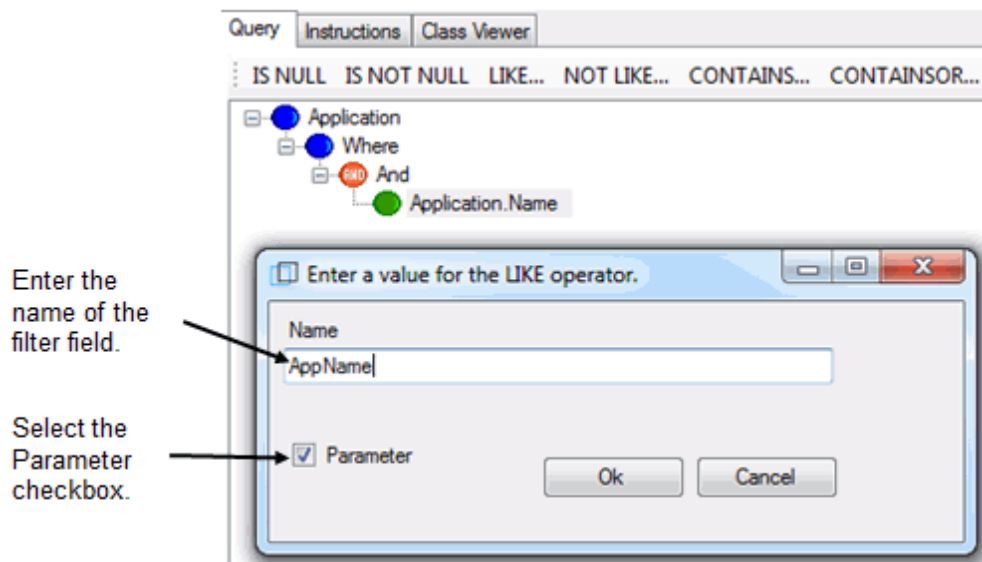 Query Instructions Class Viewer
IS NULL IS NOT NULL LIKE... NOT LIKE... CONTAINS... CONTAINSOR...
Application
Where
AND And
Application.Name
Enter a value for the LIKE operator.
Enter the
name of the
filter field.
Name
AppName
Select the
Parameter
checkbox.
Parameter
Ok Cancel